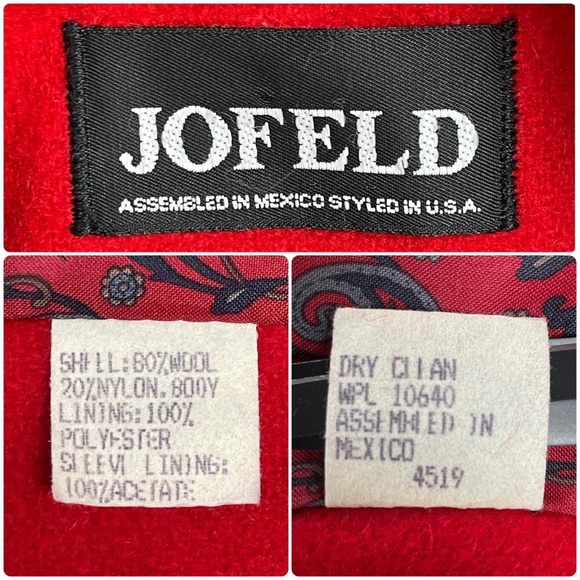 JOFELD
ASSEMBLED IN MEXICO STYLED IN U.S.A.
SHELL:80%WOOL
20%NYLON.BODY
LINING:100%
POLYESTER
SLEEVE LINING:
100%ACETATE
DRY CLEAN
WPL 10640
ASSEMBLED IN
MEXICO
4519